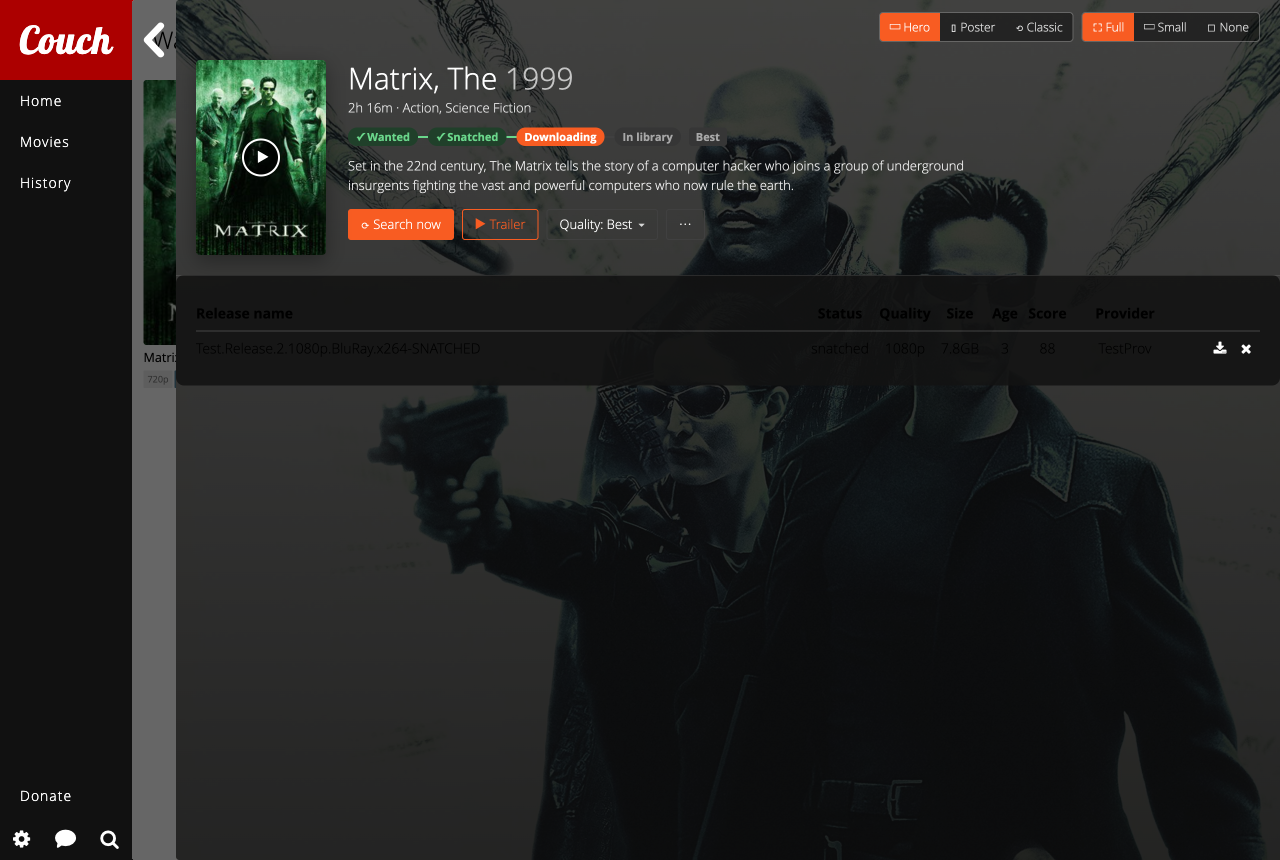 Couch
Home
Movies
History
Donate
Wa
Matri
720p
Hero Poster Classic
Full Small None
Matrix, The 1999
2h 16m · Action, Science Fiction
✓Wanted ✓Snatched Downloading In library Best
Set in the 22nd century, The Matrix tells the story of a computer hacker who joins a group of underground
insurgents fighting the vast and powerful computers who now rule the earth.
Search now Trailer Quality: Best ...
MATRIX
Release name Status Quality Size Age Score Provider
Test.Release.2.1080p.BluRay.x264-SNATCHED snatched 1080p 7.8GB 3 88 TestProv